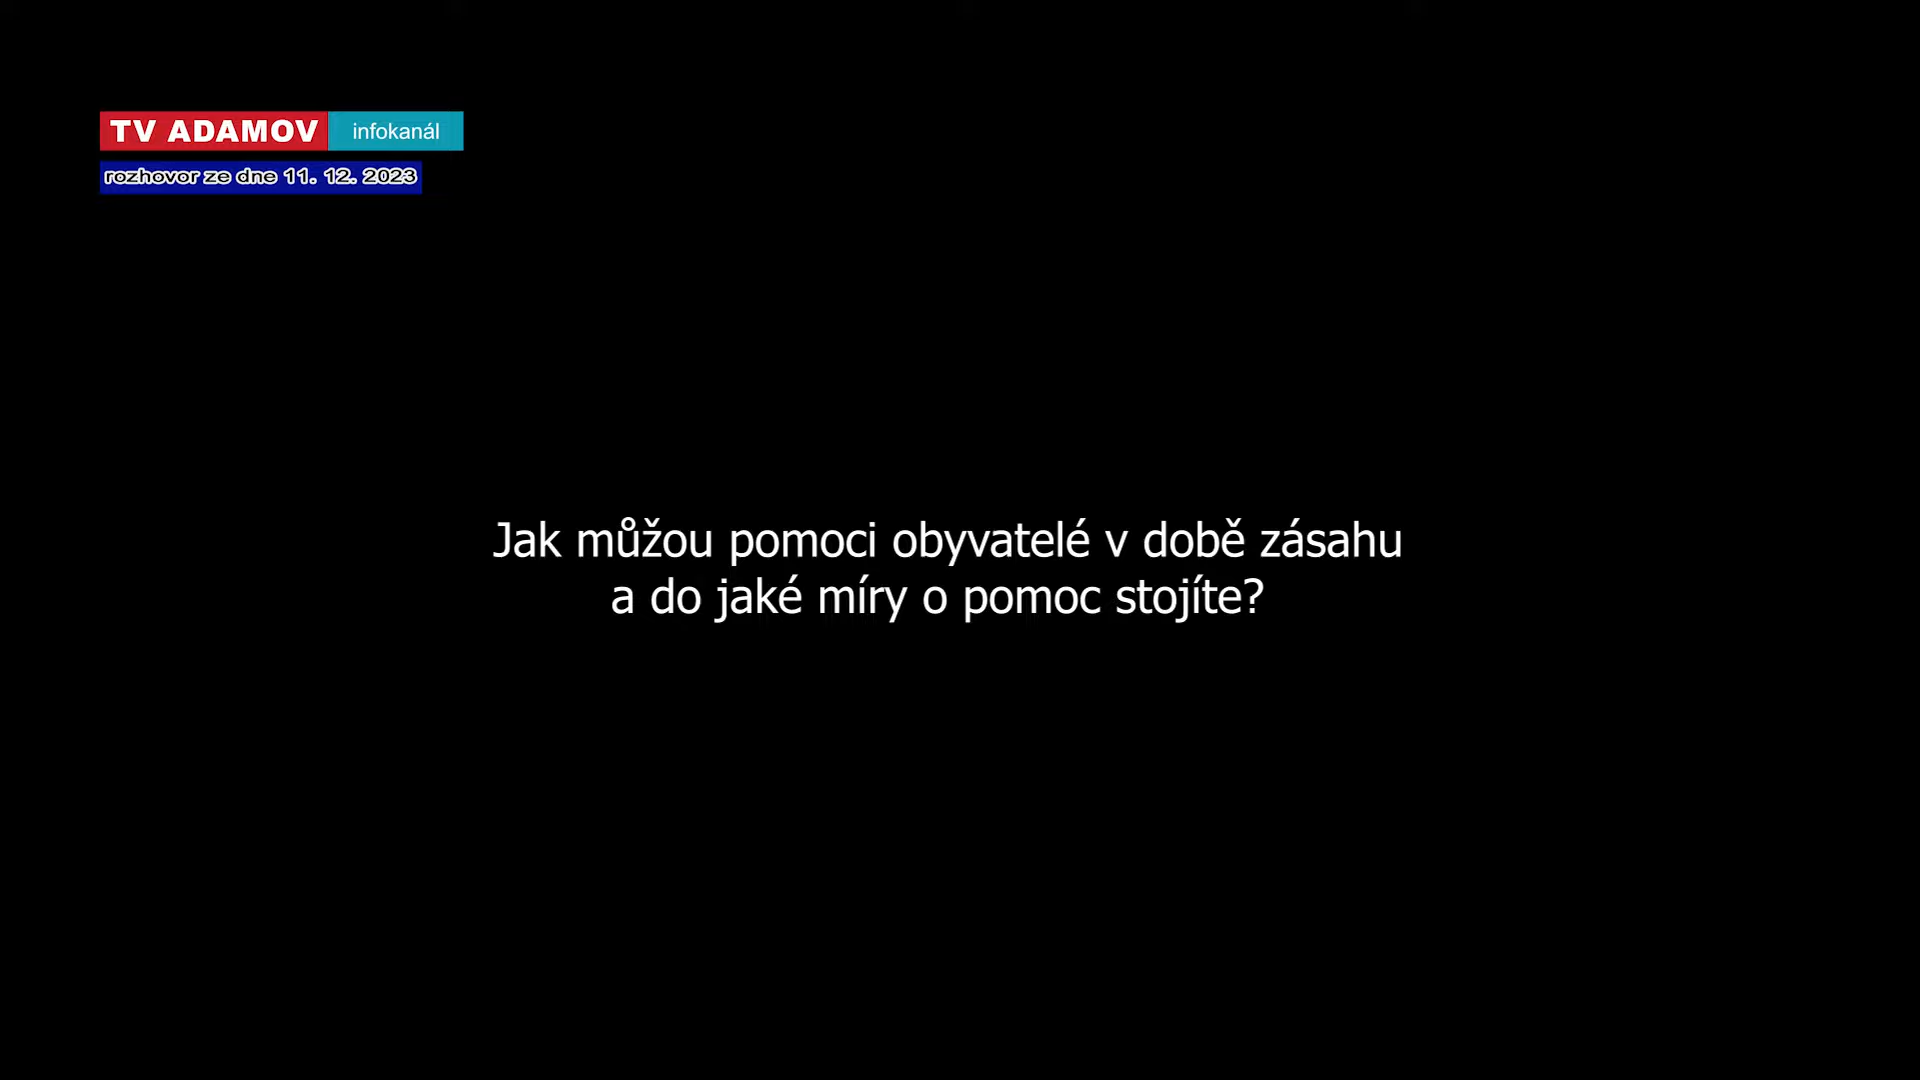 TV ADAMOV infokanál
rozhovor ze dne 11. 12. 2023
Jak můžou pomoci obyvatelé v době zásahu
a do jaké míry o pomoc stojíte?